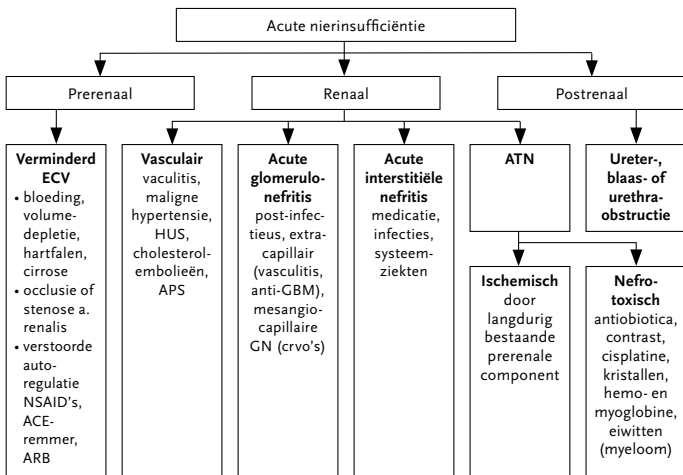 Acute nierinsufficiëntie
Prerenaal
Renaal
Postrenaal
Verminderd
ECV
• bloeding,
volume-
depletie,
hartfalen,
cirrose
• occlusie of
stenose a.
renalis
• verstoorde
auto-
regulatie
NSAID's,
ACE-
remmer,
ARB
Vasculair
vaculitis,
maligne
hypertensie,
HUS,
cholesterol-
embolieën,
APS
Acute
glomerulo-
nefritis
post-infec-
tieus, extra-
capillair
(vasculitis,
anti-GBM),
mesangio-
capillaire
GN (crvo's)
Acute
interstitiële
nefritis
medicatie,
infecties,
systeem-
ziekten
ATN
Ureter-,
blaas- of
urethra-
obstructie
Ischemisch
door
langdurig
bestaande
prerenale
component
Nefro-
toxisch
antiobiotica,
contrast,
cisplatine,
kristallen,
hemo- en
myoglobine,
eiwitten
(myeloom)